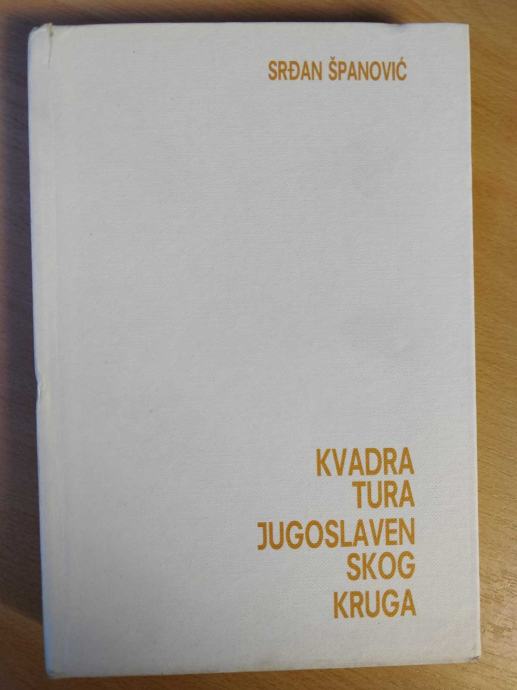 SRĐAN ŠPANOVIĆ
KVADRA
TURA
JUGOSLAVEN
SKOG
KRUGA